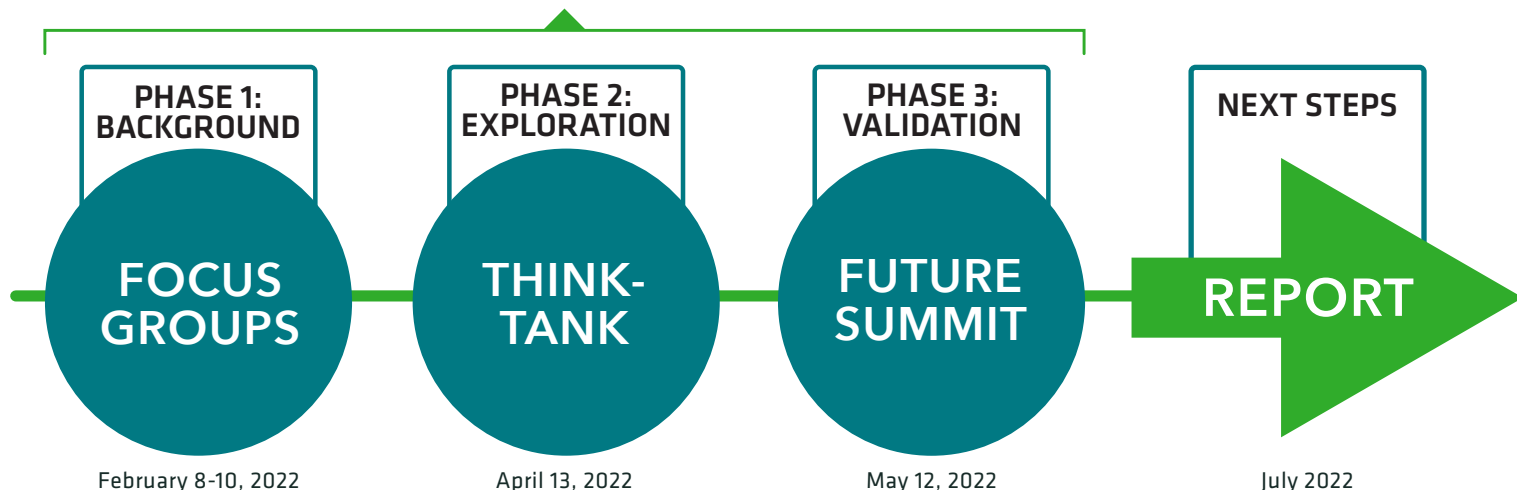 PHASE 1:
BACKGROUND
FOCUS
GROUPS
February 8-10, 2022
PHASE 2:
EXPLORATION
THINK-
TANK
April 13, 2022
PHASE 3:
VALIDATION
FUTURE
SUMMIT
May 12, 2022
NEXT STEPS
REPORT
July 2022